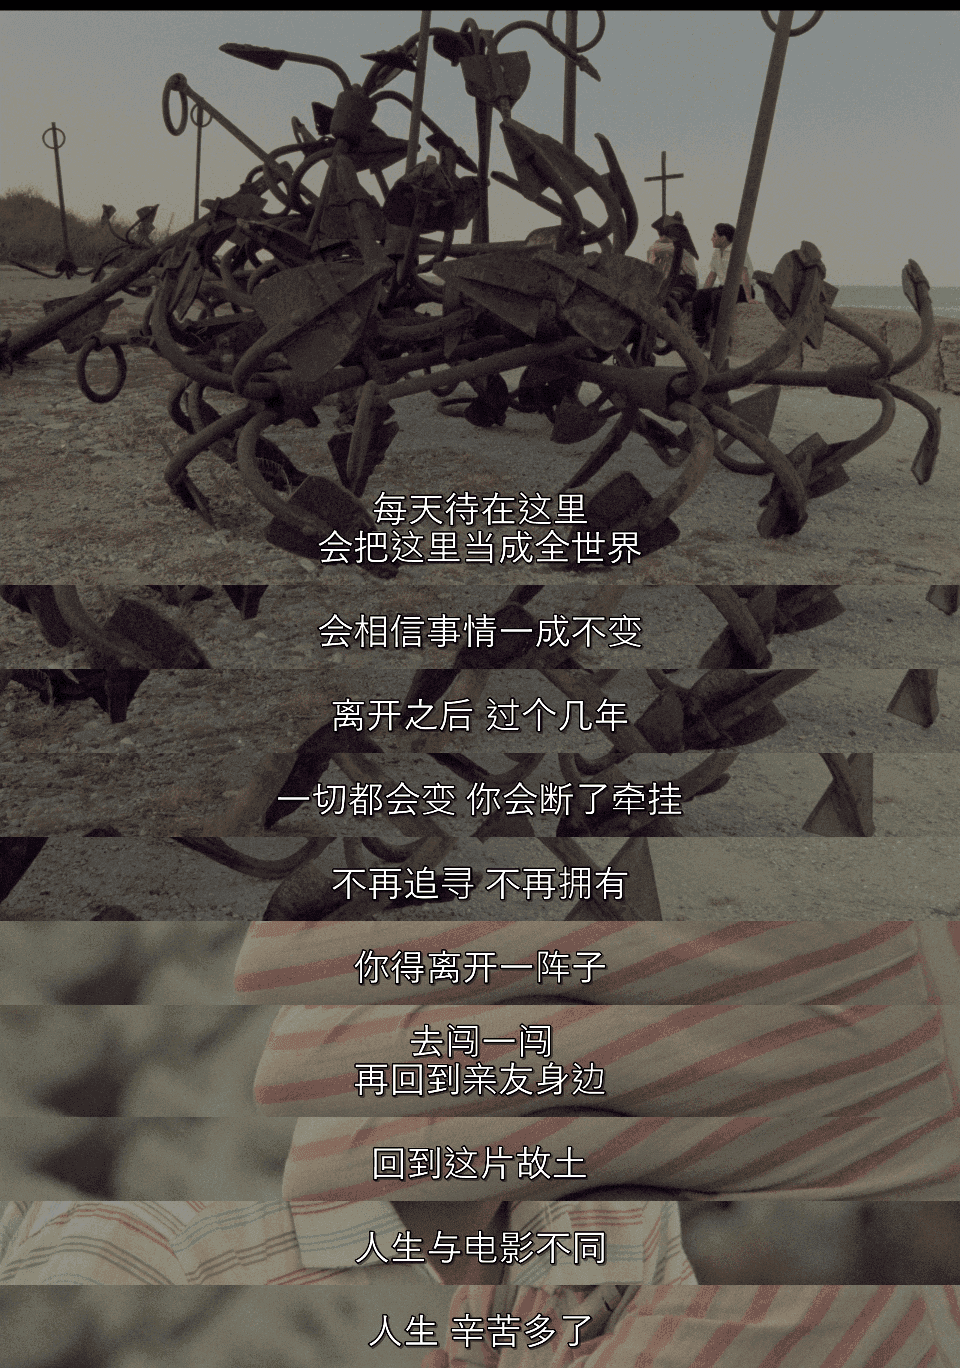 每天待在这里
会把这里当成全世界
会相信事情一成不变
离开之后 过个几年
一切都会变 你会断了牵挂
不再追寻 不再拥有
你得离开一阵子
去闯一闯
再回到亲友身边
回到这片故土
人生与电影不同
人生 辛苦多了